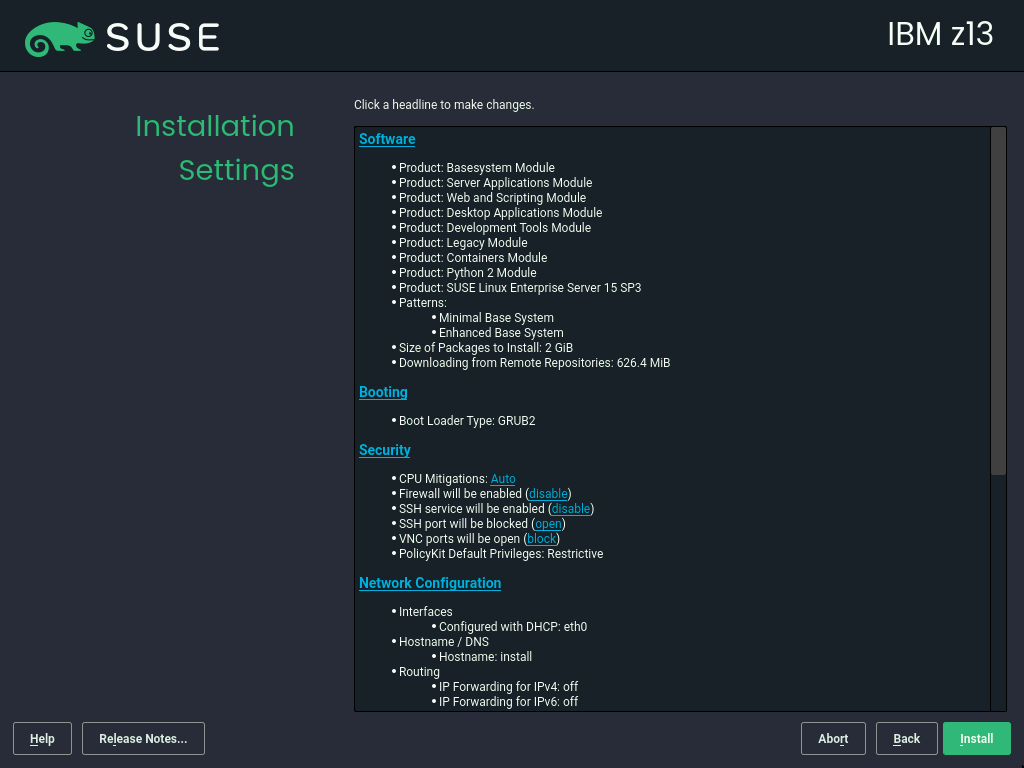 SUSE
IBM z13
Installation
Settings
Click a headline to make changes.
Software
• Product: Basesystem Module
• Product: Server Applications Module
• Product: Web and Scripting Module
• Product: Desktop Applications Module
• Product: Development Tools Module
• Product: Legacy Module
• Product: Containers Module
• Product: Python 2 Module
• Product: SUSE Linux Enterprise Server 15 SP3
• Patterns:
• Minimal Base System
• Enhanced Base System
• Size of Packages to Install: 2 GiB
• Downloading from Remote Repositories: 626.4 MiB
Booting
• Boot Loader Type: GRUB2
Security
• CPU Mitigations: Auto
• Firewall will be enabled (disable)
• SSH service will be enabled (disable)
• SSH port will be blocked (open)
• VNC ports will be open (block)
• PolicyKit Default Privileges: Restrictive
Network Configuration
• Interfaces
• Configured with DHCP: eth0
• Hostname / DNS
• Hostname: install
• Routing
• IP Forwarding for IPv4: off
• IP Forwarding for IPv6: off
Help
Release Notes...
Abort
Back
Install